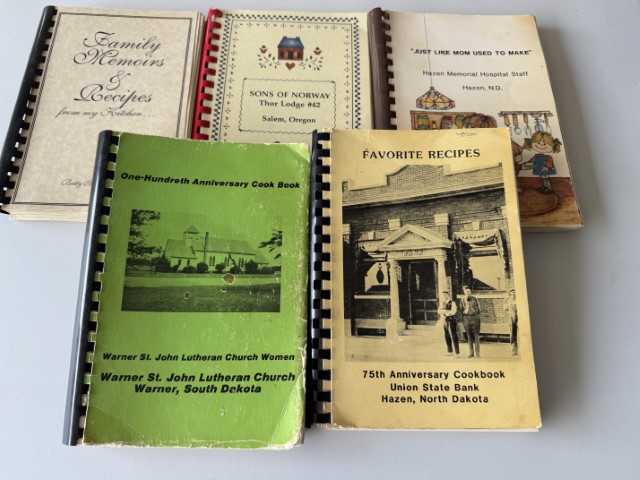 Family
Memoirs
&
Recipes
from my Kitchen...
Betty
SONS OF NORWAY
Thor Lodge #42
Salem, Oregon
"JUST LIKE MOM USED TO MAKE"
Hazen Memorial Hospital Staff
Hazen, N.D.
One-Hundreth Anniversary Cook Book
Warner St. John Lutheran Church Women
Warner St. John Lutheran Church
Warner, South Dakota
FAVORITE RECIPES
75th Anniversary Cookbook
Union State Bank
Hazen, North Dakota